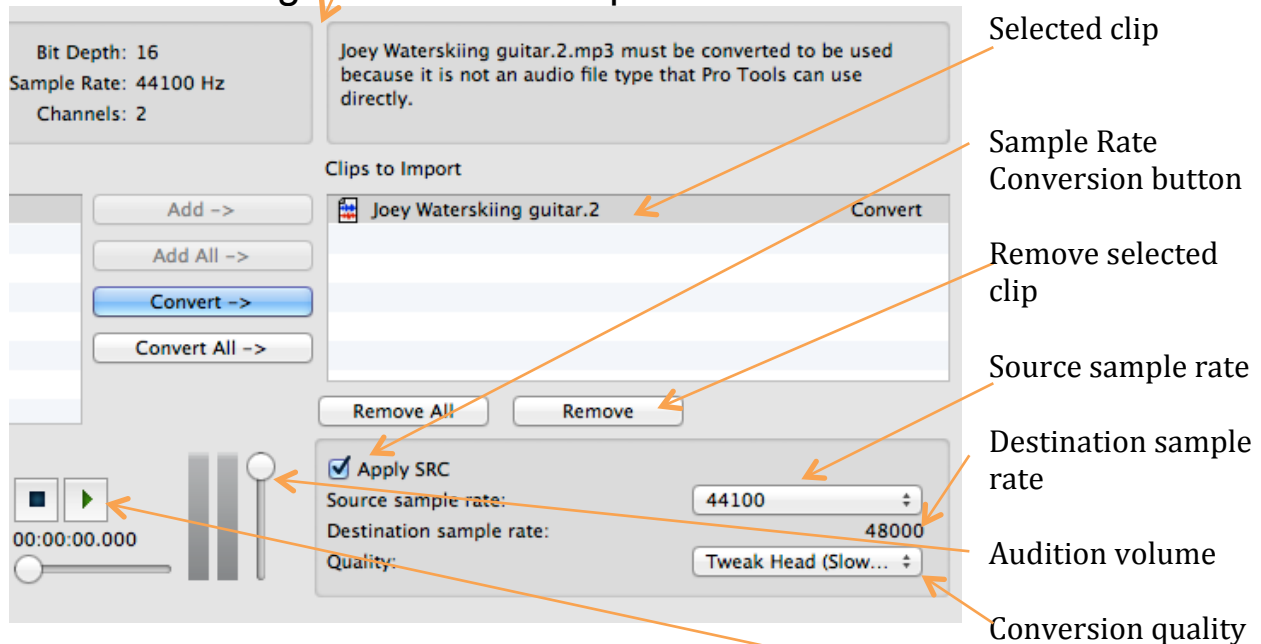 Bit Depth: 16
Sample Rate: 44100 Hz
Channels: 2
Joey Waterskiing guitar.2.mp3 must be converted to be used
because it is not an audio file type that Pro Tools can use
directly.
Selected clip
Sample Rate
Conversion button
Clips to Import
Add ->
Joey Waterskiing guitar.2
Convert
Add All ->
Convert ->
Convert All ->
Remove selected
clip
Source sample rate
Remove All
Remove
Destination sample
rate
Apply SRC
Source sample rate:
44100
00:00:00.000
Destination sample rate:
48000
Quality:
Tweak Head (Slow...
Audition volume
Conversion quality